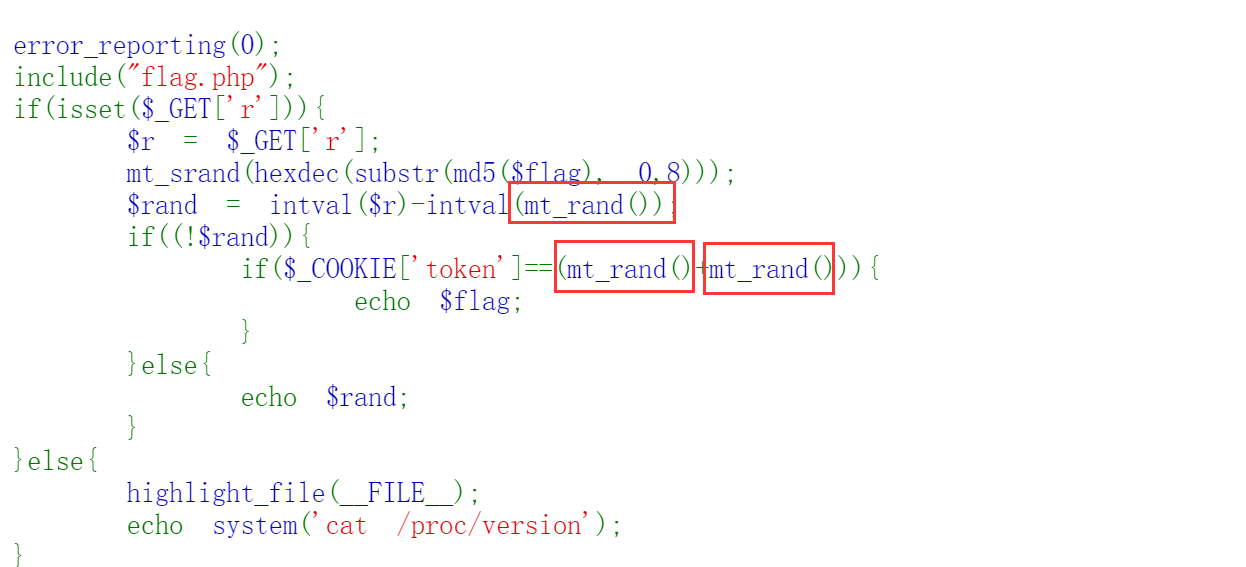 error_reporting(0);
include("flag.php");
if(isset($_GET['r'])){
$r = $_GET['r'];
mt_srand(hexdec(substr(md5($flag), 0,8)));
$rand = intval($r)-intval(mt_rand());
if((!$rand)){
if($_COOKIE['token']==(mt_rand()+mt_rand())){
echo $flag;
}
}else{
echo $rand;
}
}else{
highlight_file(__FILE__);
echo system('cat /proc/version');
}